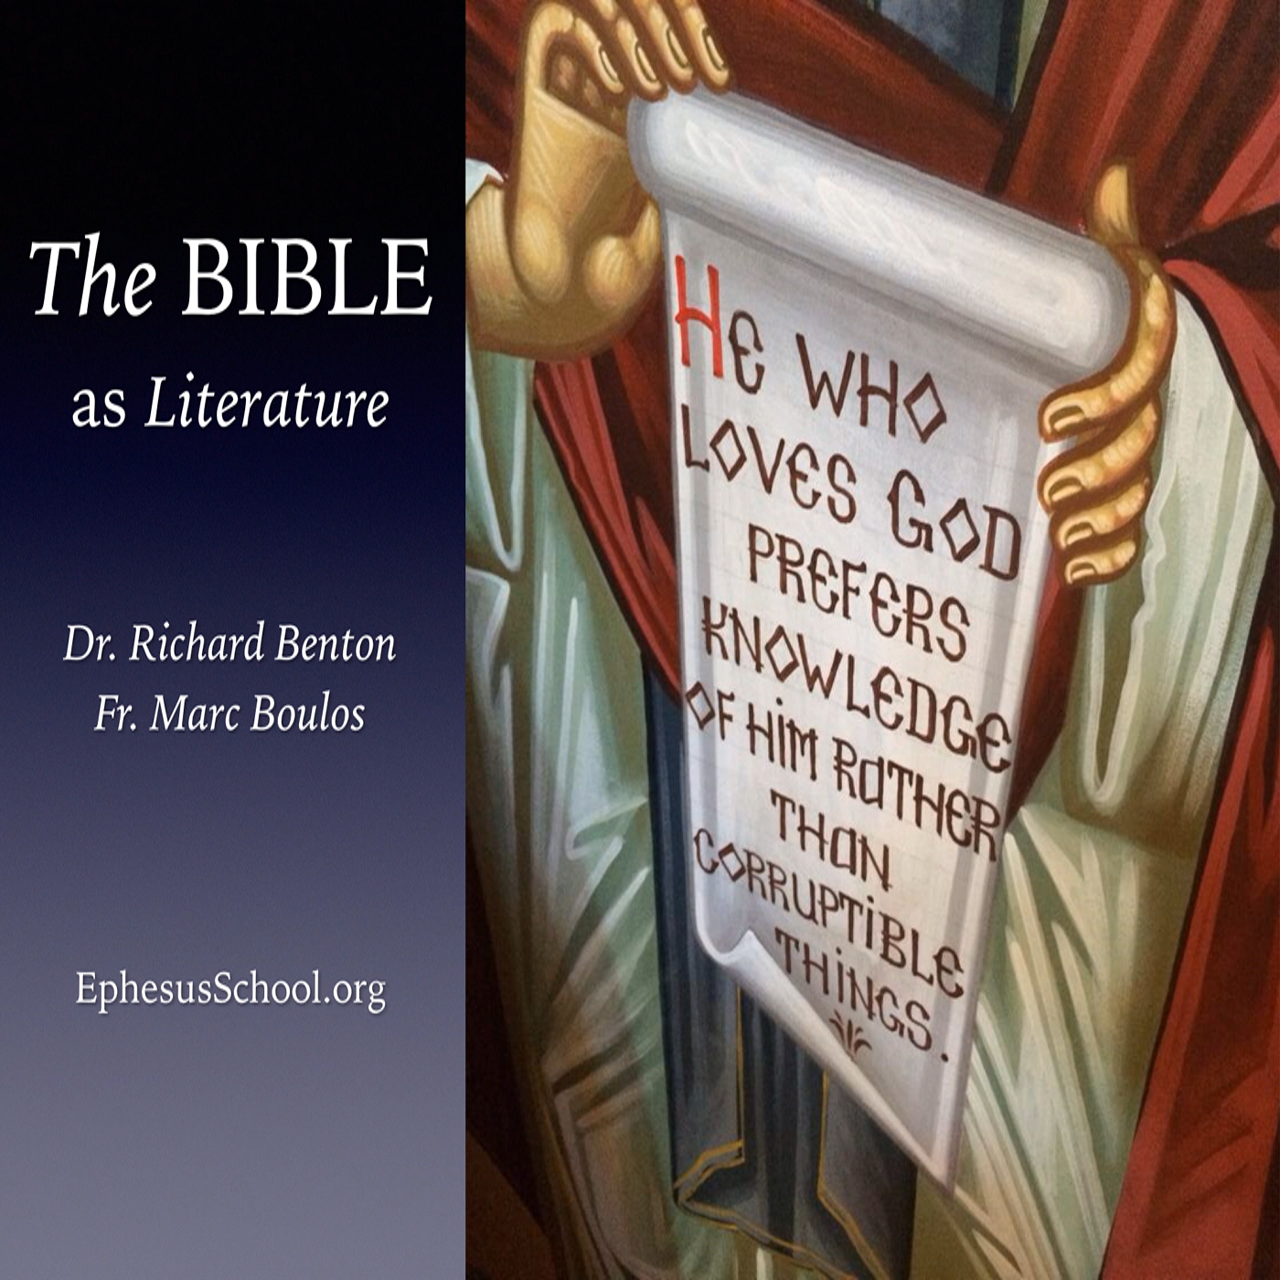 The BIBLE
as Literature
Dr. Richard Benton
Fr. Marc Boulos
EphesusSchool.org
HE WHO
LOVES GOD
PREFERS
KNOWLEDGE
OF HiM RATHER
THAN
CORRUPTiBLE
THiNGS.